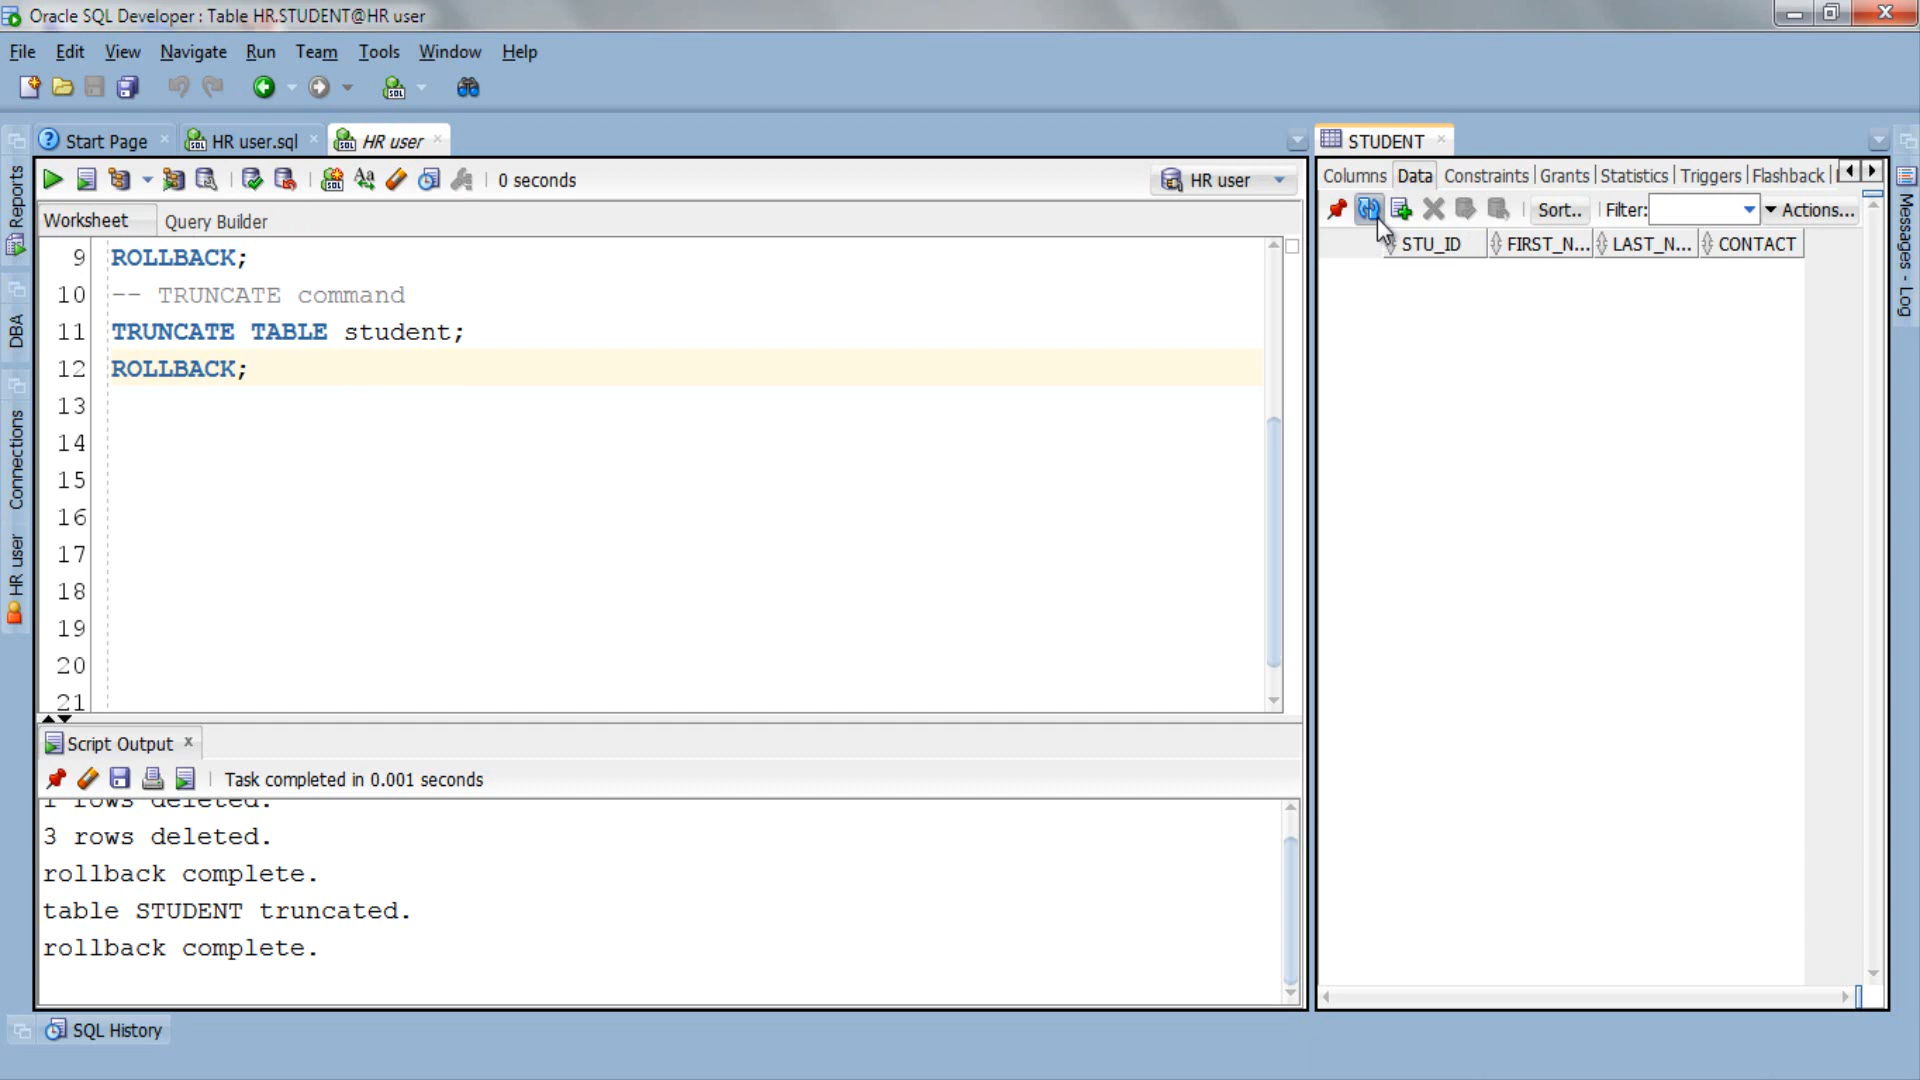 Oracle SQL Developer : Table HR.STUDENT@HR user
File Edit View Navigate Run Team Tools Window Help
Start Page HR user.sql HR user
0 seconds HR user
Worksheet Query Builder
9 ROLLBACK;
10 -- TRUNCATE command
11 TRUNCATE TABLE student;
12 ROLLBACK;
13
14
15
16
17
18
19
20
21
Script Output
Task completed in 0.001 seconds
1 rows deleted.
3 rows deleted.
rollback complete.
table STUDENT truncated.
rollback complete.
SQL History
STUDENT
Columns Data Constraints Grants Statistics Triggers Flashback
Sort.. Filter: Actions...
STU_ID FIRST_N... LAST_N... CONTACT
Reports
DBA
Connections
HR user
Messages - Log